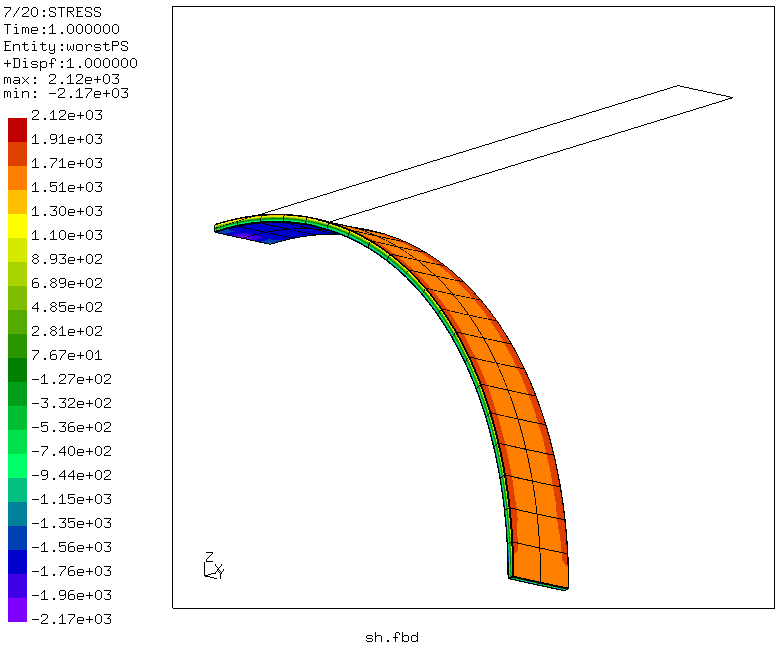 7/20:STRESS
Time:1.000000
Entity:worstPS
+Dispf:1.000000
max: 2.12e+03
min: -2.17e+03
2.12e+03
1.91e+03
1.71e+03
1.51e+03
1.30e+03
1.10e+03
8.93e+02
6.89e+02
4.85e+02
2.81e+02
7.67e+01
-1.27e+02
-3.32e+02
-5.36e+02
-7.40e+02
-9.44e+02
-1.15e+03
-1.35e+03
-1.56e+03
-1.76e+03
-1.96e+03
-2.17e+03
Z
X
Y
sh.fbd